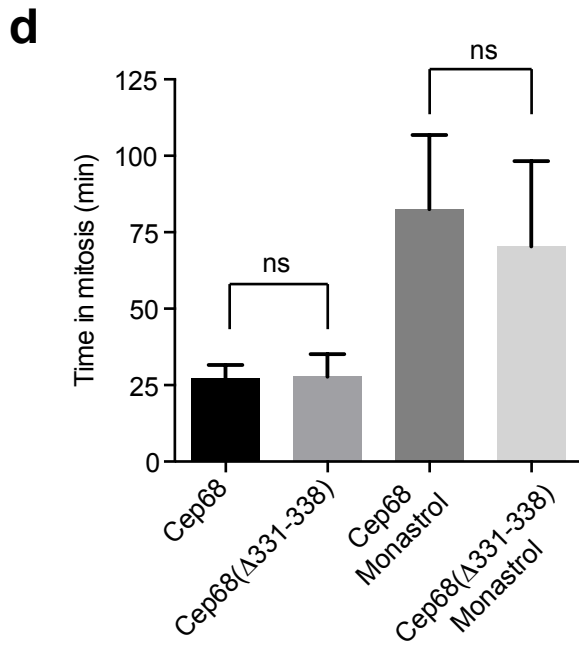 d
ns
ns
Time in mitosis (min)
125
100
75
50
25
0
Cep68
Cep68(Δ331-338)
Cep68
Monastrol
Cep68(Δ331-338)
Monastrol